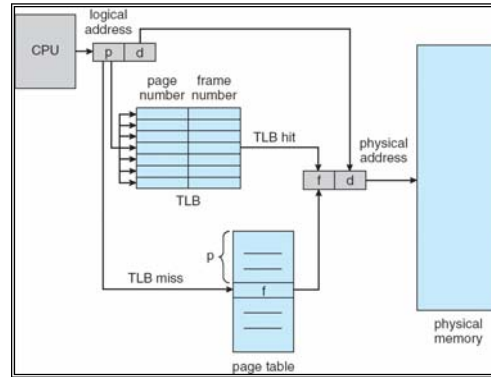 logical
address
CPU
p d
page
number
frame
number
TLB hit
physical
address
f d
TLB
p
TLB miss
f
page table
physical
memory